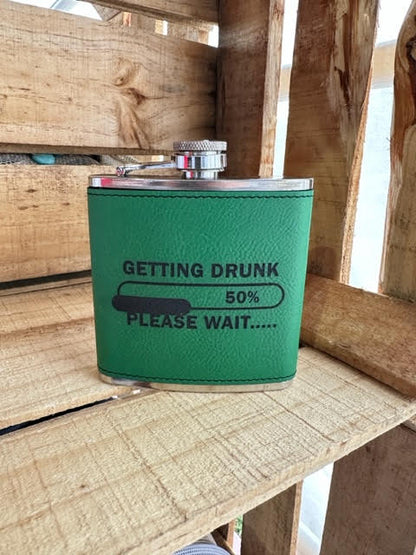 GETTING DRUNK
50%
PLEASE WAIT.....